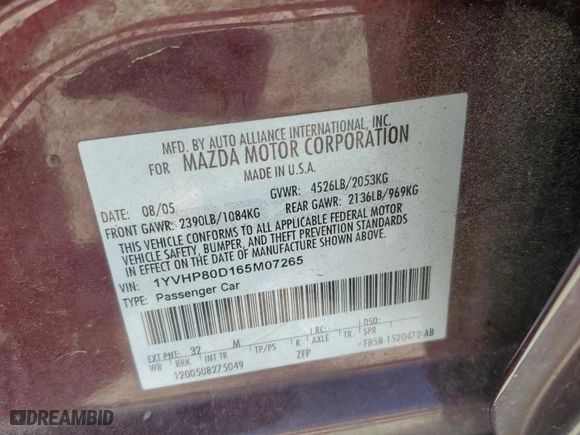 MFD. BY AUTO ALLIANCE INTERNATIONAL, INC.
FOR MAZDA MOTOR CORPORATION
MADE IN U.S.A.
DATE: 08/05 GVWR: 4526LB/2053KG
FRONT GAWR: 2390LB/1084KG REAR GAWR: 2136LB/969KG
THIS VEHICLE CONFORMS TO ALL APPLICABLE FEDERAL MOTOR
VEHICLE SAFETY, BUMPER, AND THEFT PREVENTION STANDARDS
IN EFFECT ON THE DATE OF MANUFACTURE SHOWN ABOVE.
VIN: 1YVHP80D165M07265
TYPE: Passenger Car
EXT PNT: 32 M RC: DSO:
WB BRK INT TR TP/PS R AXLE TR SPR
ZFP F85B-1520472-AB
1200508275049
DREAMBID